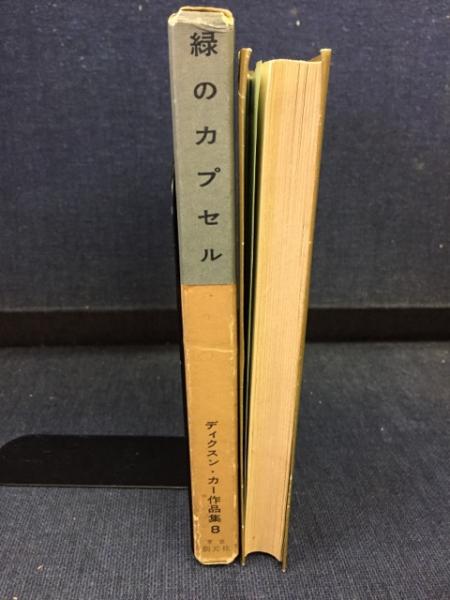 緑のカプセル
ディクスン・カー作品集8
東京
創元社